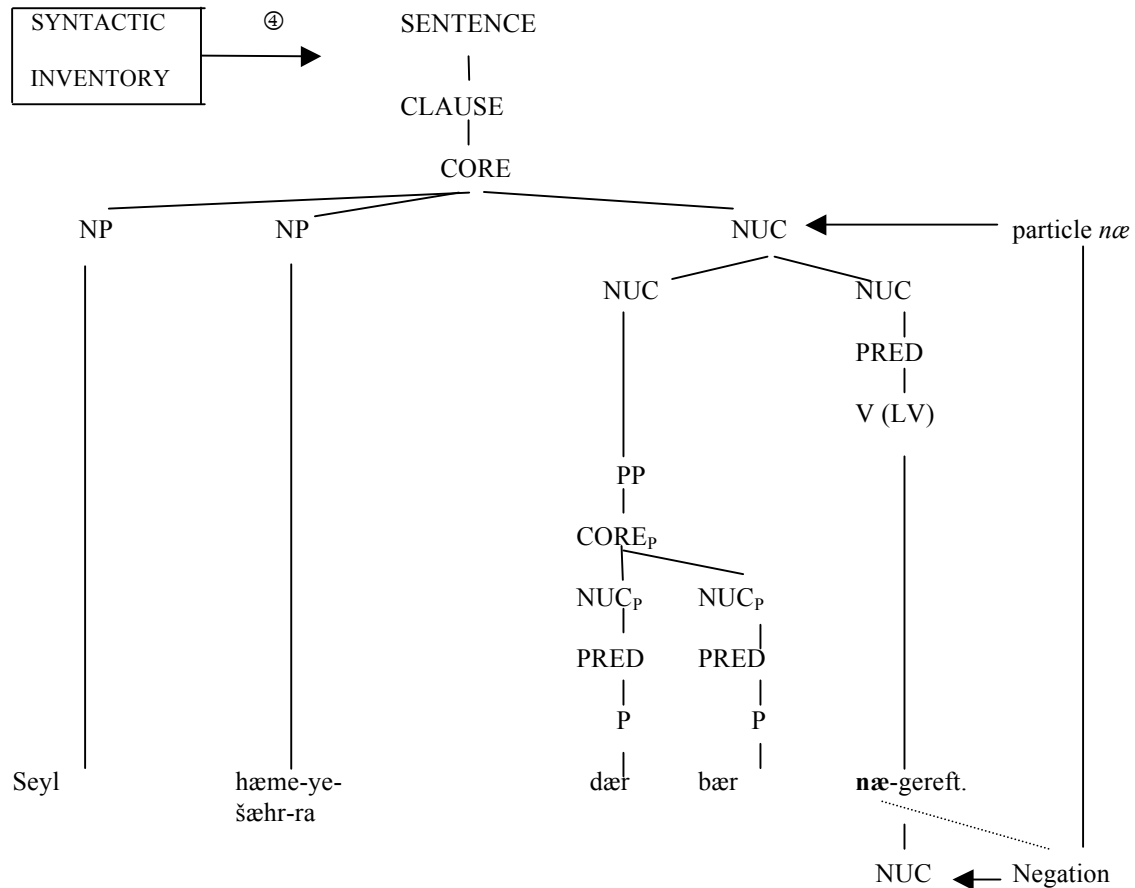 SYNTACTIC ④ SENTENCE
INVENTORY
CLAUSE
CORE
NP NP NUC particle næ
NUC NUC
PRED
V (LV)
PP
COREP
NUCP NUCP
PRED PRED
P P
Seyl hæme-ye- dær bær næ-gereft.
šæhr-ra
NUC Negation